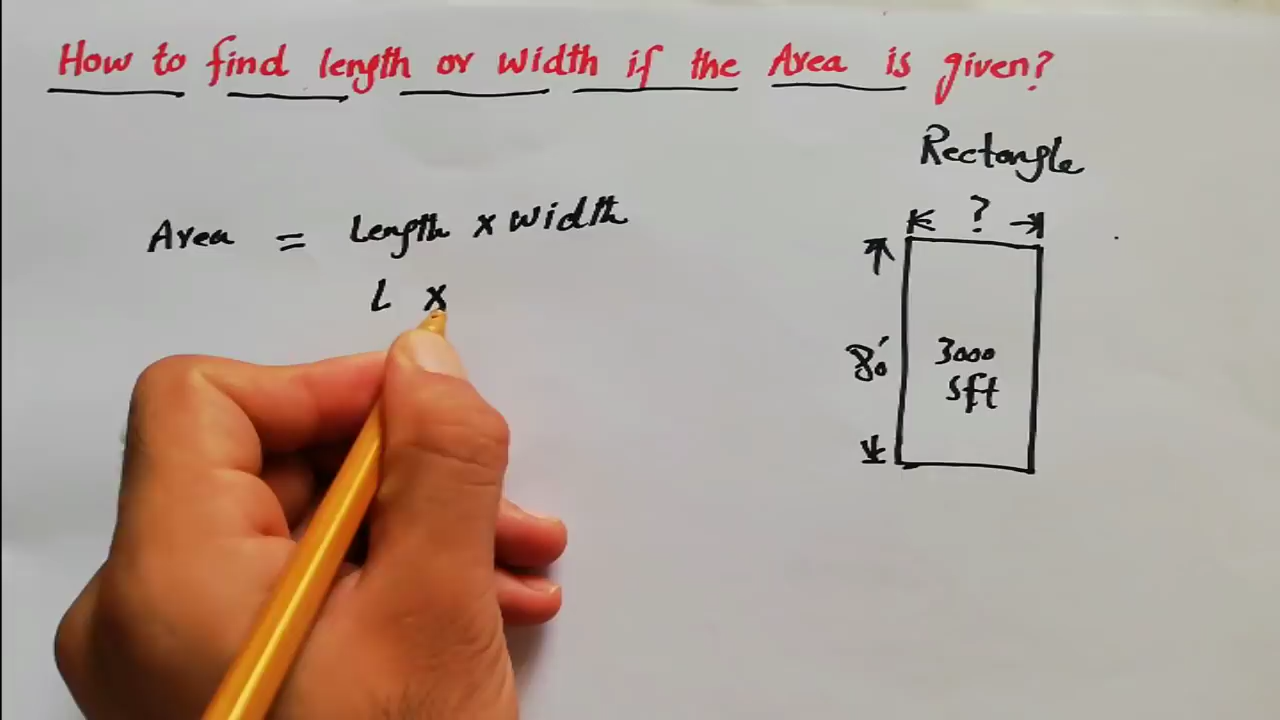 How to find length or width if the Area is given?
Rectangle
Area = Length x width
?
L x
80'
3000
sft